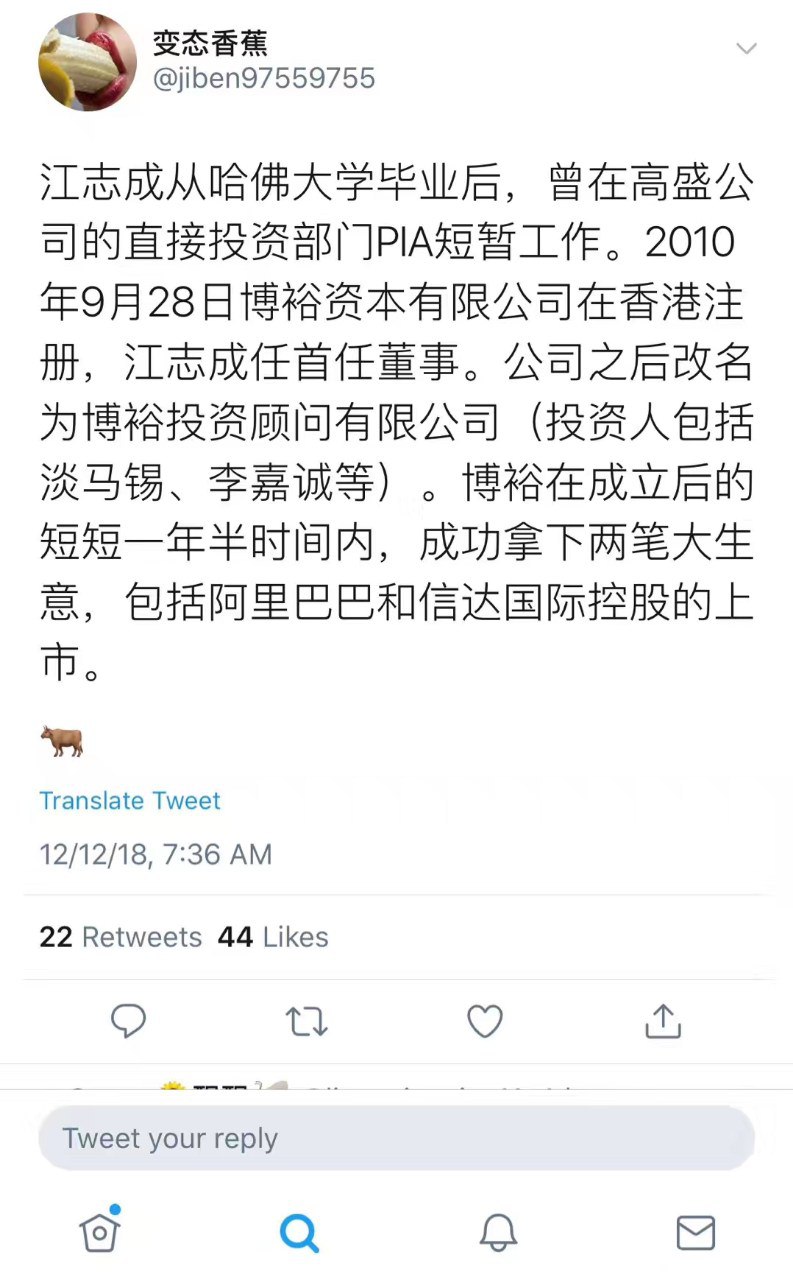 变态香蕉
@jiben97559755
江志成从哈佛大学毕业后，曾在高盛公
司的直接投资部门PIA短暂工作。2010
年9月28日博裕资本有限公司在香港注
册，江志成任首任董事。公司之后改名
为博裕投资顾问有限公司（投资人包括
淡马锡、李嘉诚等）。博裕在成立后的
短短一年半时间内，成功拿下两笔大生
意，包括阿里巴巴和信达国际控股的上
市。
Translate Tweet
12/12/18, 7:36 AM
22 Retweets 44 Likes
Tweet your reply